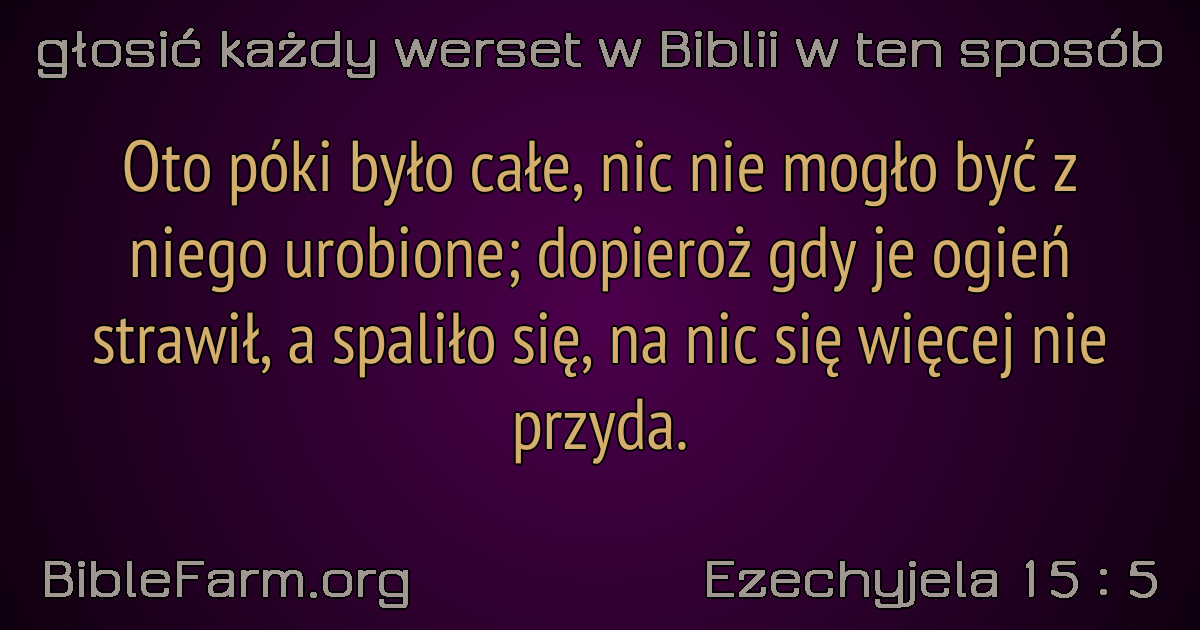 głosić każdy werset w Biblii w ten sposób
Oto póki było całe, nic nie mogło być z
niego urobione; dopieroż gdy je ogień
strawił, a spaliło się, na nic się więcej nie
przyda.
BibleFarm.org
Ezechyjela 15 : 5